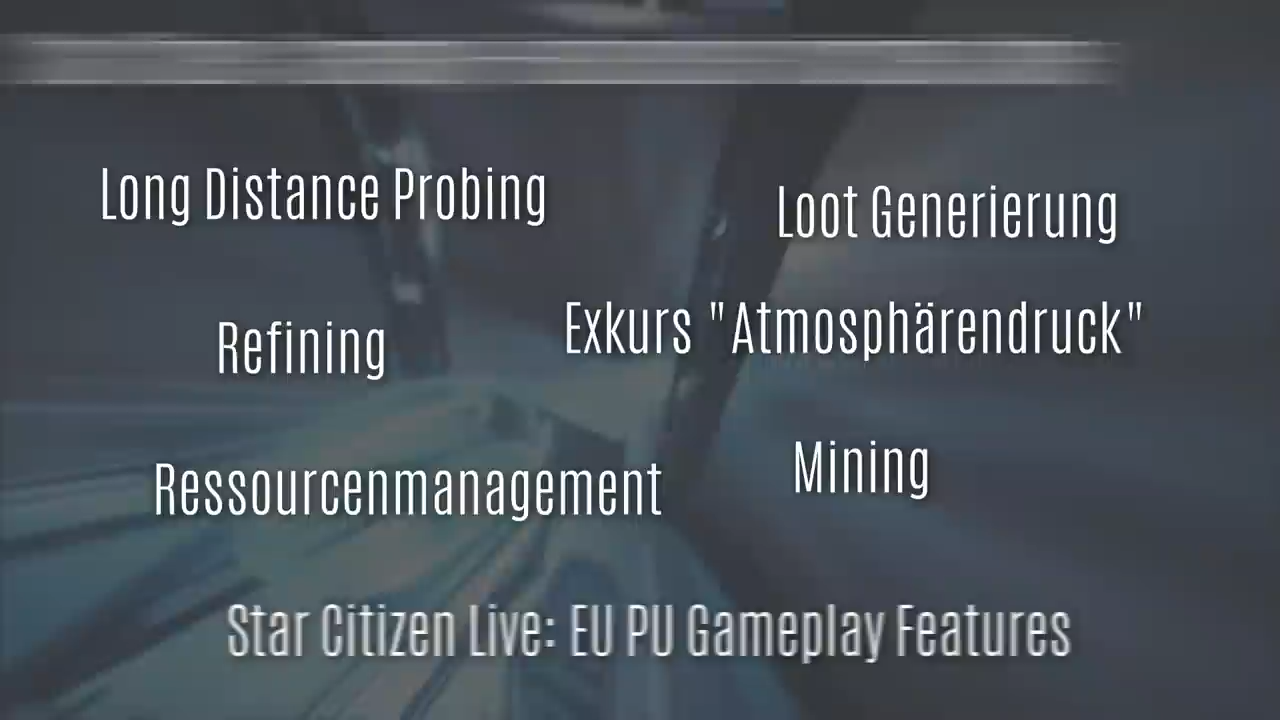 Long Distance Probing
Loot Generierung
Exkurs "Atmosphärendruck"
Refining
Mining
Ressourcenmanagement
Star Citizen Live: EU PU Gameplay Features